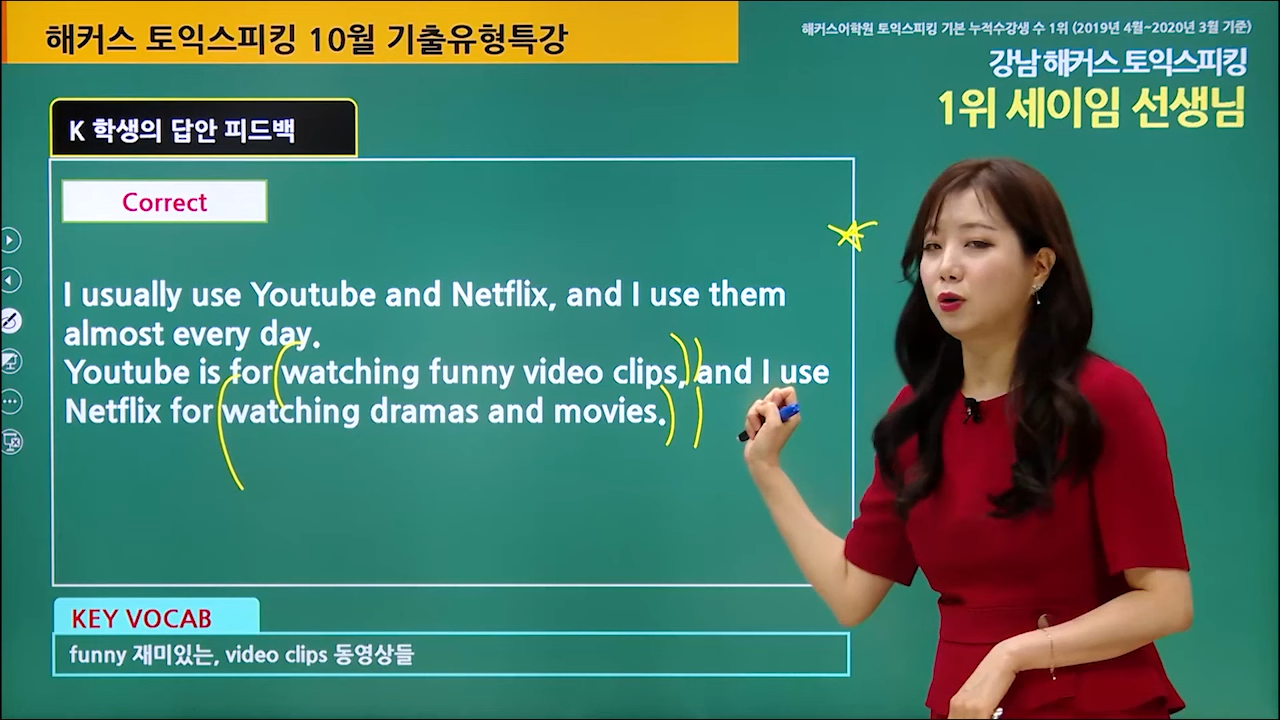 해커스 토익스피킹 10월 기출유형특강
해커스어학원 토익스피킹 기본 누적수강생 수 1위 (2019년 4월~2020년 3월 기준)
강남 해커스 토익스피킹
1위 세이임 선생님
K 학생의 답안 피드백
Correct
I usually use Youtube and Netflix, and I use them
almost every day.
Youtube is for watching funny video clips, and I use
Netflix for watching dramas and movies.
KEY VOCAB
funny 재미있는, video clips 동영상들